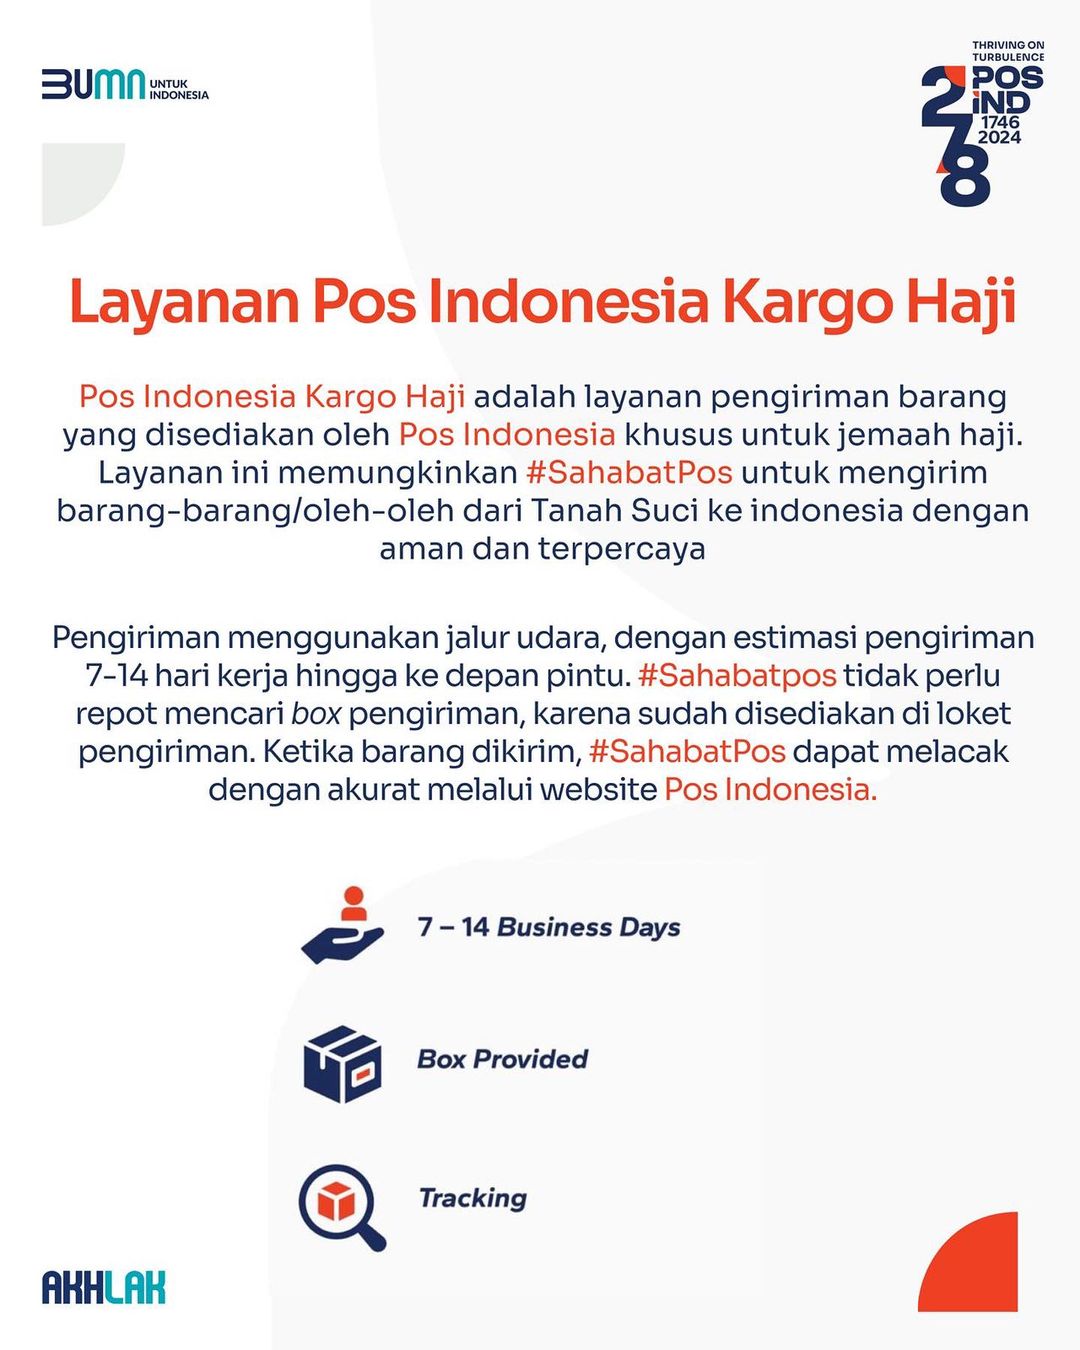 BUMN UNTUK
INDONESIA
THRIVING ON
TURBULENCE
278
POS
IND
1746
2024
Layanan Pos Indonesia Kargo Haji
Pos Indonesia Kargo Haji adalah layanan pengiriman barang
yang disediakan oleh Pos Indonesia khusus untuk jemaah haji.
Layanan ini memungkinkan #SahabatPos untuk mengirim
barang-barang/oleh-oleh dari Tanah Suci ke indonesia dengan
aman dan terpercaya
Pengiriman menggunakan jalur udara, dengan estimasi pengiriman
7-14 hari kerja hingga ke depan pintu. #Sahabatpos tidak perlu
repot mencari box pengiriman, karena sudah disediakan di loket
pengiriman. Ketika barang dikirim, #SahabatPos dapat melacak
dengan akurat melalui website Pos Indonesia.
7 – 14 Business Days
Box Provided
Tracking
AKHLAK